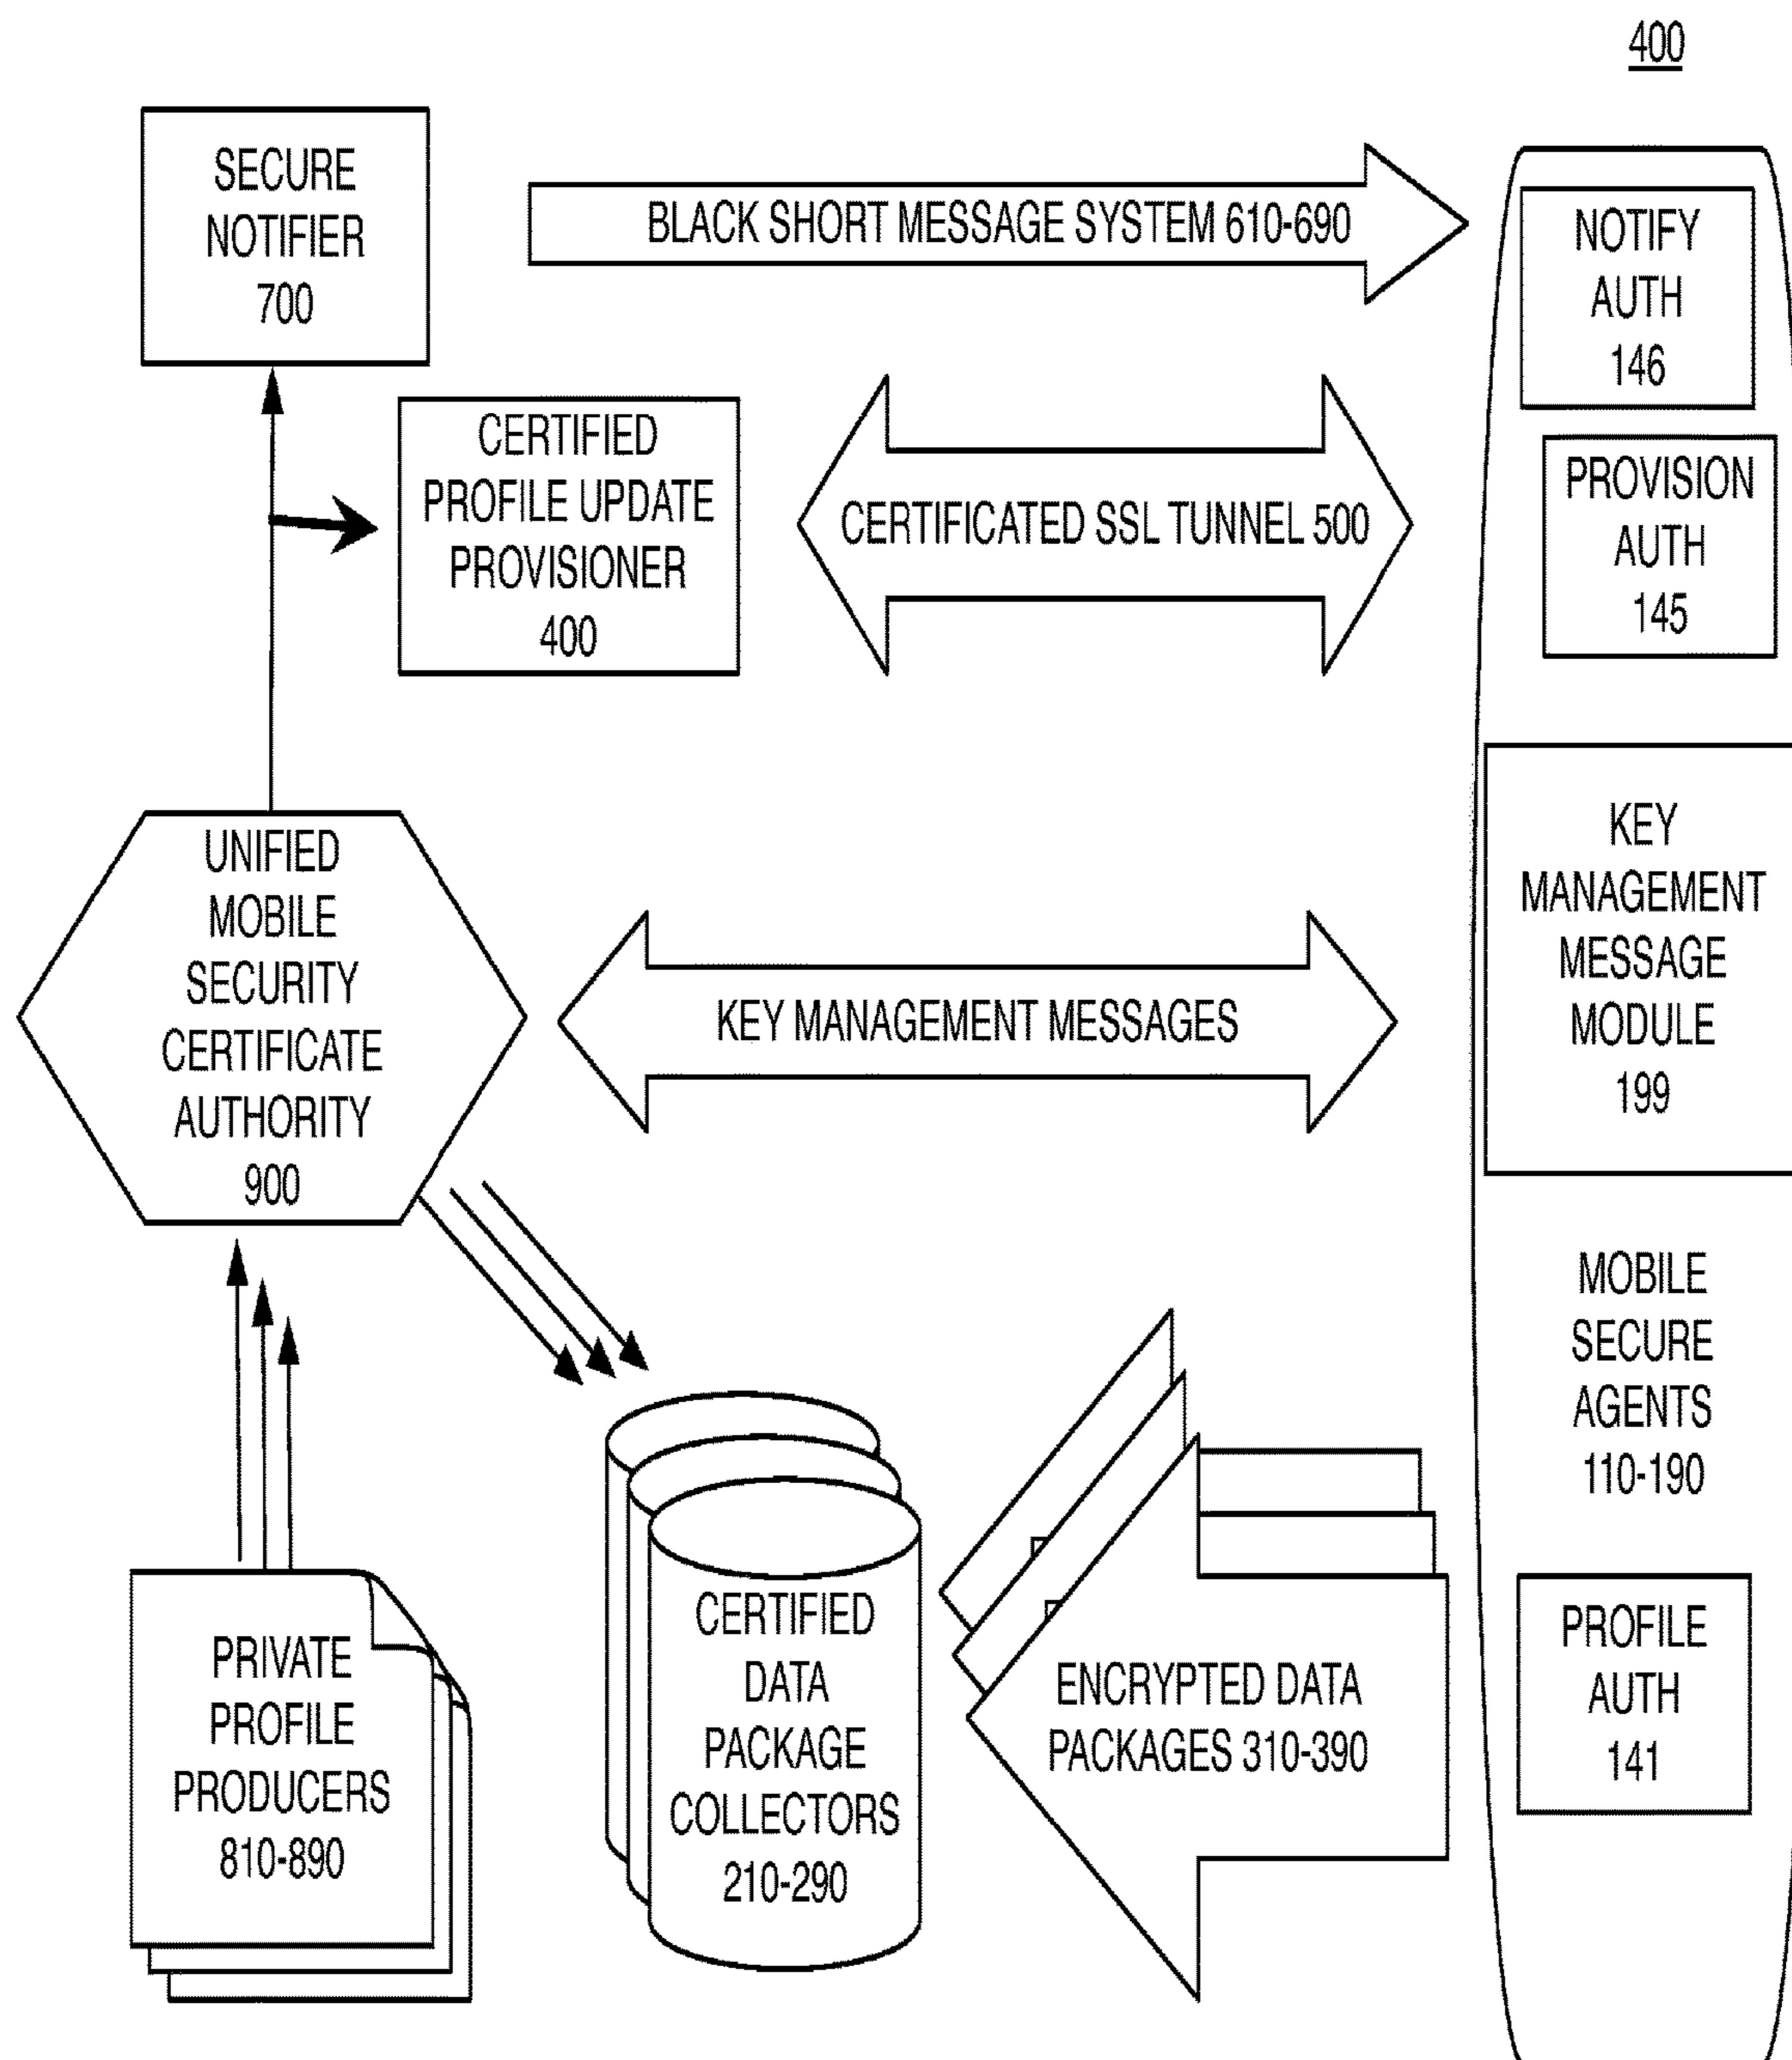 400
SECURE
NOTIFIER
700
BLACK SHORT MESSAGE SYSTEM 610-690
NOTIFY
AUTH
146
CERTIFIED
PROFILE UPDATE
PROVISIONER
400
CERTIFICATED SSL TUNNEL 500
PROVISION
AUTH
145
UNIFIED
MOBILE
SECURITY
CERTIFICATE
AUTHORITY
900
KEY MANAGEMENT MESSAGES
KEY
MANAGEMENT
MESSAGE
MODULE
199
MOBILE
SECURE
AGENTS
110-190
PRIVATE
PROFILE
PRODUCERS
810-890
CERTIFIED
DATA
PACKAGE
COLLECTORS
210-290
ENCRYPTED DATA
PACKAGES 310-390
PROFILE
AUTH
141